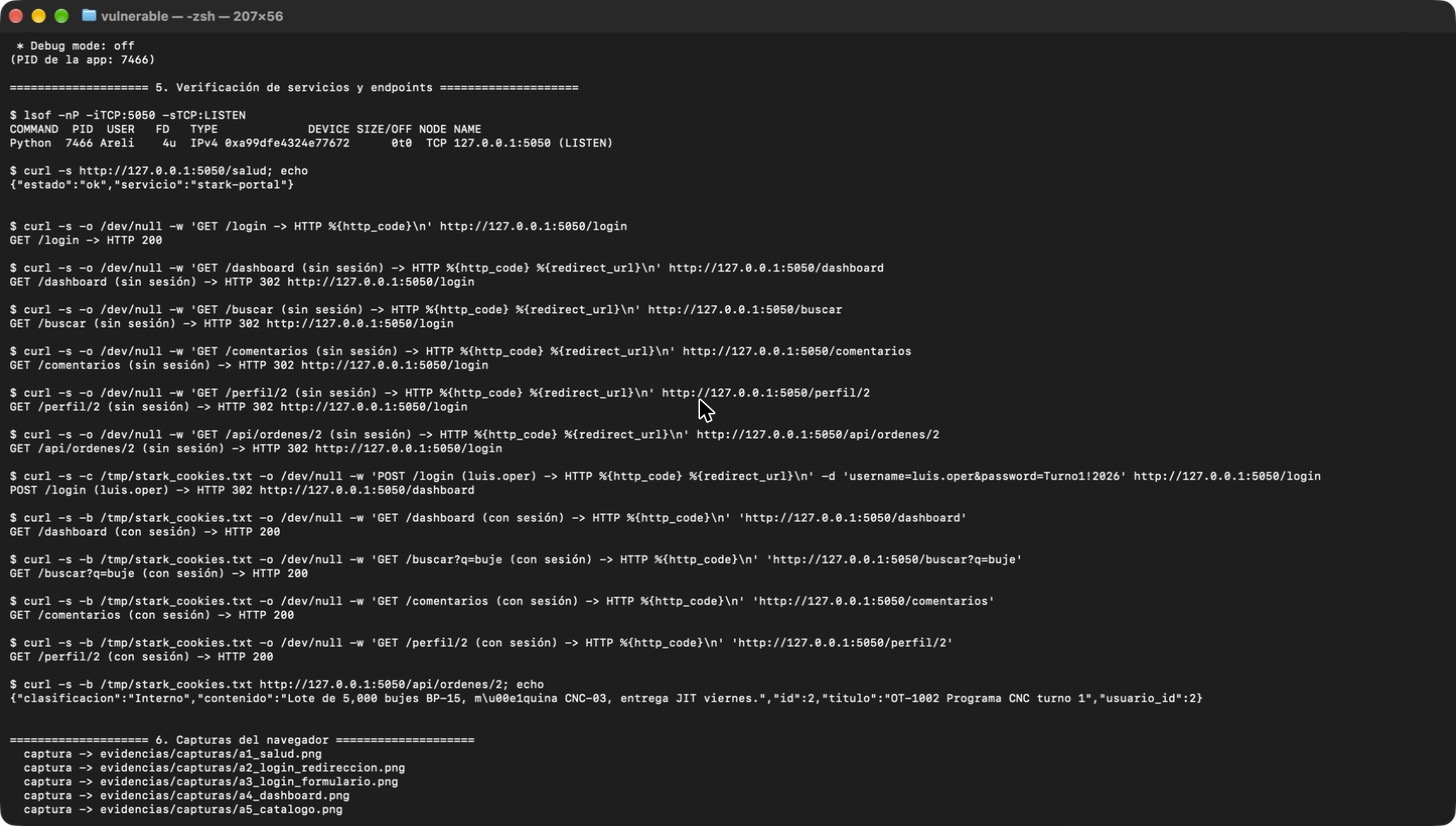 vulnerable — -zsh — 207×56
* Debug mode: off
(PID de la app: 7466)
==================== 5. Verificación de servicios y endpoints ====================
$ lsof -nP -iTCP:5050 -sTCP:LISTEN
COMMAND  PID  USER   FD   TYPE             DEVICE SIZE/OFF NODE NAME
Python  7466 Areli    4u  IPv4 0xa99dfe4324e77672      0t0  TCP 127.0.0.1:5050 (LISTEN)
$ curl -s http://127.0.0.1:5050/salud; echo
{"estado":"ok","servicio":"stark-portal"}
$ curl -s -o /dev/null -w 'GET /login -> HTTP %{http_code}\n' http://127.0.0.1:5050/login
GET /login -> HTTP 200
$ curl -s -o /dev/null -w 'GET /dashboard (sin sesión) -> HTTP %{http_code} %{redirect_url}\n' http://127.0.0.1:5050/dashboard
GET /dashboard (sin sesión) -> HTTP 302 http://127.0.0.1:5050/login
$ curl -s -o /dev/null -w 'GET /buscar (sin sesión) -> HTTP %{http_code} %{redirect_url}\n' http://127.0.0.1:5050/buscar
GET /buscar (sin sesión) -> HTTP 302 http://127.0.0.1:5050/login
$ curl -s -o /dev/null -w 'GET /comentarios (sin sesión) -> HTTP %{http_code} %{redirect_url}\n' http://127.0.0.1:5050/comentarios
GET /comentarios (sin sesión) -> HTTP 302 http://127.0.0.1:5050/login
$ curl -s -o /dev/null -w 'GET /perfil/2 (sin sesión) -> HTTP %{http_code} %{redirect_url}\n' http://127.0.0.1:5050/perfil/2
GET /perfil/2 (sin sesión) -> HTTP 302 http://127.0.0.1:5050/login
$ curl -s -o /dev/null -w 'GET /api/ordenes/2 (sin sesión) -> HTTP %{http_code} %{redirect_url}\n' http://127.0.0.1:5050/api/ordenes/2
GET /api/ordenes/2 (sin sesión) -> HTTP 302 http://127.0.0.1:5050/login
$ curl -s -c /tmp/stark_cookies.txt -o /dev/null -w 'POST /login (luis.oper) -> HTTP %{http_code} %{redirect_url}\n' -d 'username=luis.oper&password=Turno1!2026' http://127.0.0.1:5050/login
POST /login (luis.oper) -> HTTP 302 http://127.0.0.1:5050/dashboard
$ curl -s -b /tmp/stark_cookies.txt -o /dev/null -w 'GET /dashboard (con sesión) -> HTTP %{http_code}\n' 'http://127.0.0.1:5050/dashboard'
GET /dashboard (con sesión) -> HTTP 200
$ curl -s -b /tmp/stark_cookies.txt -o /dev/null -w 'GET /buscar?q=buje (con sesión) -> HTTP %{http_code}\n' 'http://127.0.0.1:5050/buscar?q=buje'
GET /buscar?q=buje (con sesión) -> HTTP 200
$ curl -s -b /tmp/stark_cookies.txt -o /dev/null -w 'GET /comentarios (con sesión) -> HTTP %{http_code}\n' 'http://127.0.0.1:5050/comentarios'
GET /comentarios (con sesión) -> HTTP 200
$ curl -s -b /tmp/stark_cookies.txt -o /dev/null -w 'GET /perfil/2 (con sesión) -> HTTP %{http_code}\n' 'http://127.0.0.1:5050/perfil/2'
GET /perfil/2 (con sesión) -> HTTP 200
$ curl -s -b /tmp/stark_cookies.txt http://127.0.0.1:5050/api/ordenes/2; echo
{"clasificacion":"Interno","contenido":"Lote de 5,000 bujes BP-15, m\u00e1quina CNC-03, entrega JIT viernes.","id":2,"titulo":"OT-1002 Programa CNC turno 1","usuario_id":2}
==================== 6. Capturas del navegador ====================
captura -> evidencias/capturas/a1_salud.png
captura -> evidencias/capturas/a2_login_redireccion.png
captura -> evidencias/capturas/a3_login_formulario.png
captura -> evidencias/capturas/a4_dashboard.png
captura -> evidencias/capturas/a5_catalogo.png